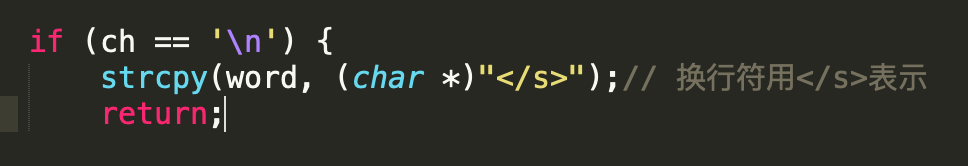 if (ch == '\n') {
strcpy(word, (char *)"</s>");// 换行符用</s>表示
return;